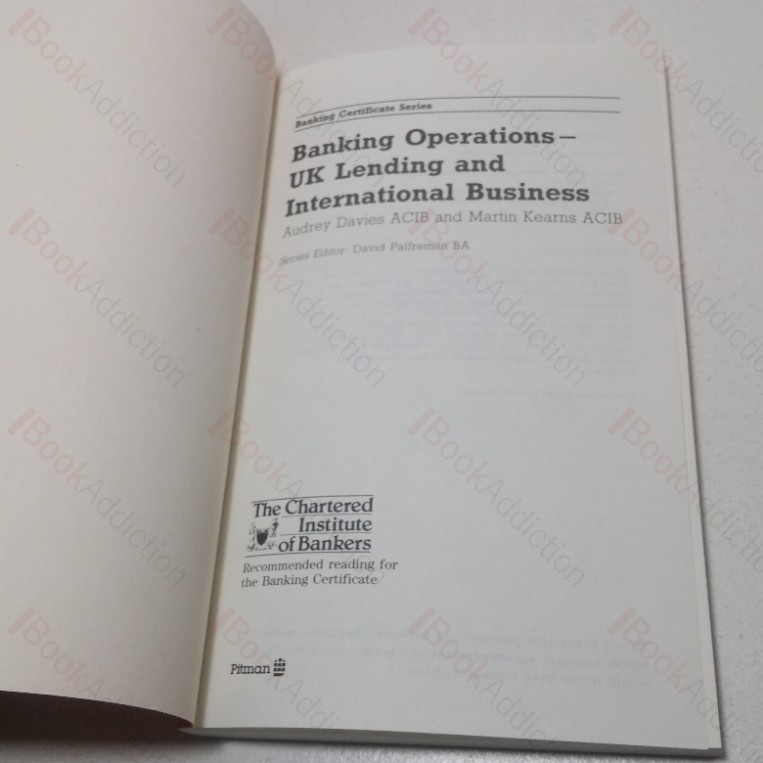 Banking Certificate Series
Banking Operations –
UK Lending and
International Business
Audrey Davies ACIB and Martin Kearns ACIB
Series Editor: David Palfreman BA
The Chartered
Institute
of Bankers
Recommended reading for
the Banking Certificate
Pitman
BookAddiction